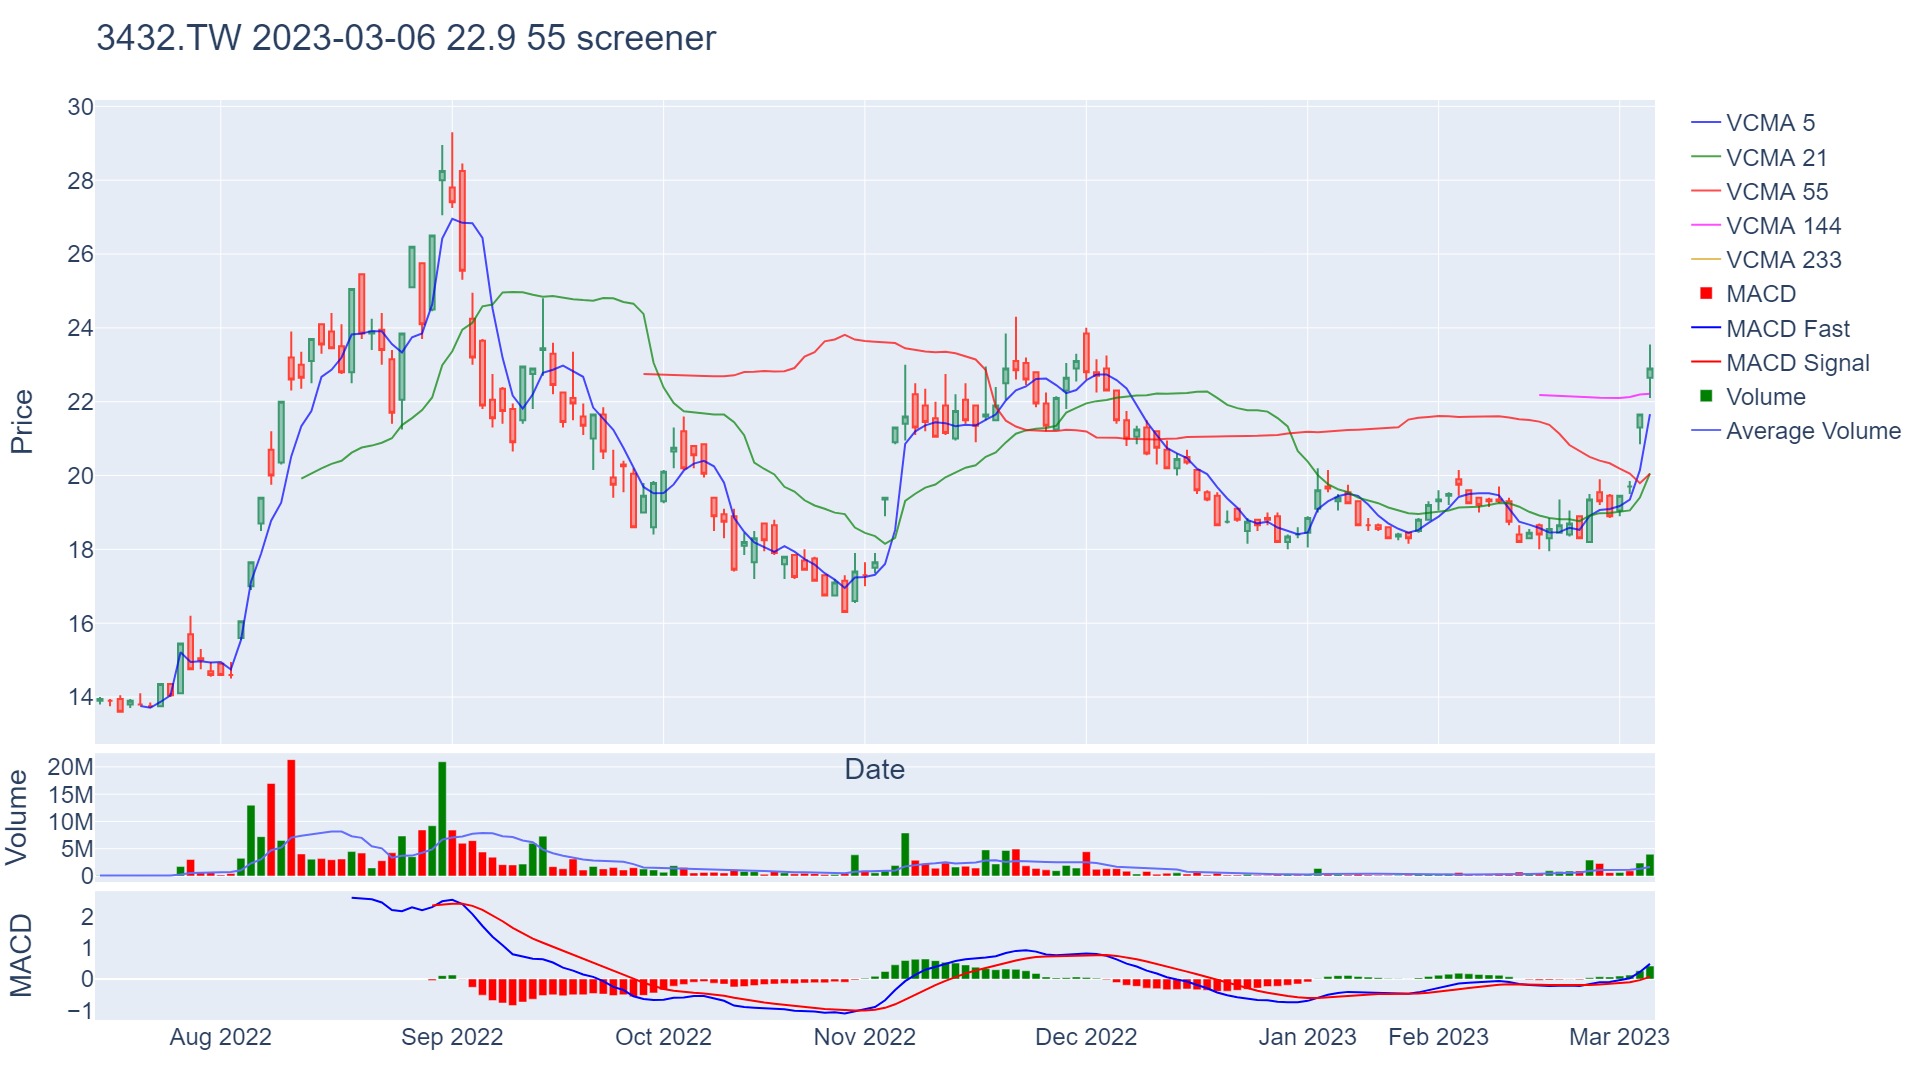 3432.TW 2023-03-06 22.9 55 screener
30
28
26
24
22
20
18
16
14
Price
VCMA 5
VCMA 21
VCMA 55
VCMA 144
VCMA 233
MACD
MACD Fast
MACD Signal
Volume
Average Volume
Date
20M
15M
10M
5M
0
Volume
2
1
0
−1
MACD
Aug 2022
Sep 2022
Oct 2022
Nov 2022
Dec 2022
Jan 2023
Feb 2023
Mar 2023